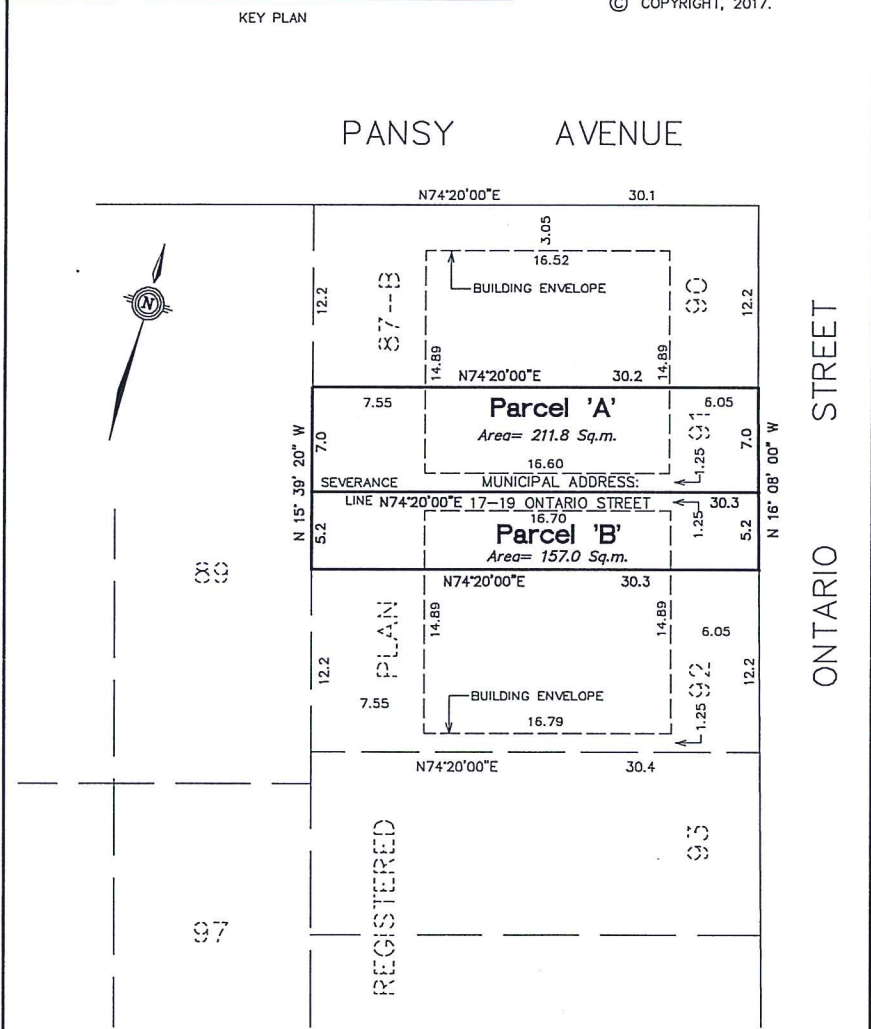 © COPYRIGHT, 2017.
KEY PLAN
PANSY AVENUE
N74°20'00"E 30.1
3.05
16.52
BUILDING ENVELOPE
12.2
87-B
90
12.2
N
14.89
14.89
N74°20'00"E 30.2
7.55
Parcel 'A'
6.05
Area= 211.8 Sq.m.
91
N 15° 39' 20" W
7.0
7.0
N 16° 08' 00" W
16.60
1.25
SEVERANCE MUNICIPAL ADDRESS:
LINE N74°20'00"E 17-19 ONTARIO STREET 30.3
16.70
1.25
5.2
Parcel 'B'
5.2
Area= 157.0 Sq.m.
89
N74°20'00"E 30.3
PLAN
14.89
14.89
6.05
12.2
92
12.2
7.55
BUILDING ENVELOPE
16.79
1.25
N74°20'00"E 30.4
REGISTERED
93
97
ONTARIO STREET